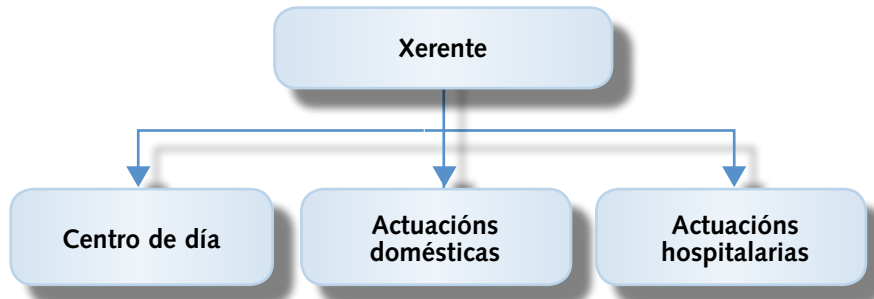 Xerente
Centro de día
Actuacións
domésticas
Actuacións
hospitalarias